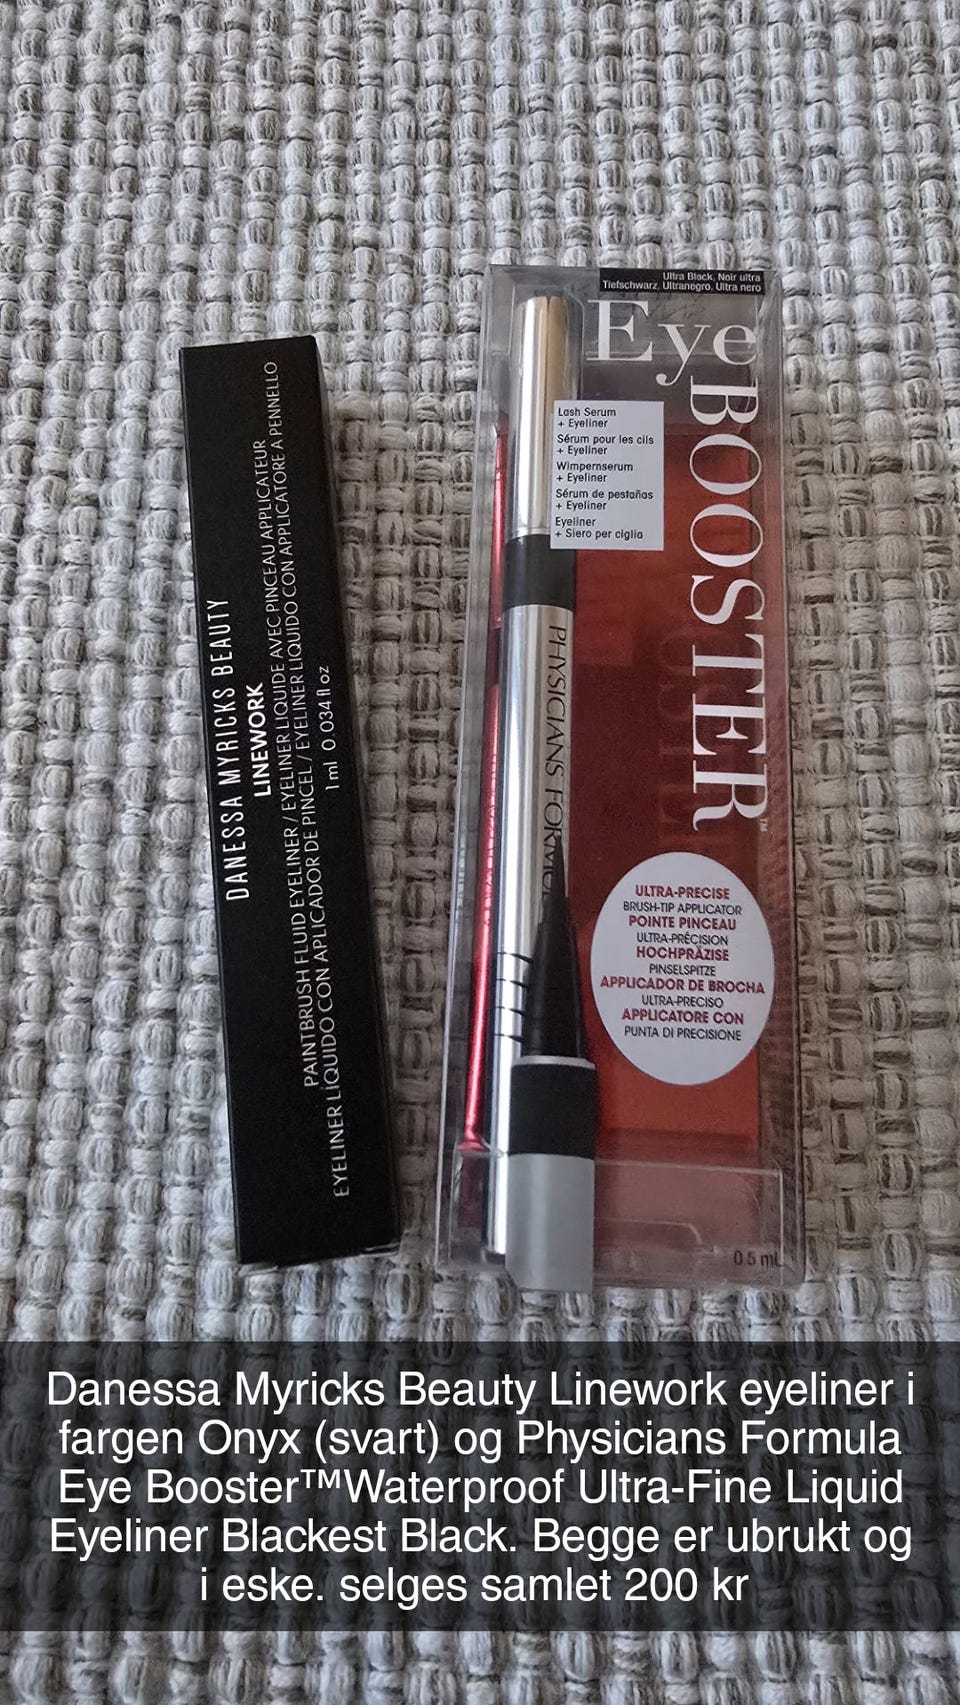 DANESSA MYRICKS BEAUTY
LINEWORK
PAINTBRUSH FLUID EYELINER / EYELINER LIQUIDE AVEC PINCEAU APPLICATEUR
EYELINER LÍQUIDO CON APLICADOR DE PINCEL / EYELINER LIQUIDO CON APPLICATORE A PENNELLO
1 ml 0.034 fl oz
Ultra Black, Noir ultra
Tiefschwarz, Ultranegro, Ultra nero
Eye
BOOSTER™
Lash Serum
+ Eyeliner
Sérum pour les cils
+ Eyeliner
Wimpernserum
+ Eyeliner
Sérum de pestañas
+ Eyeliner
Eyeliner
+ Siero per ciglia
PHYSICIANS FORMULA
ULTRA-PRECISE
BRUSH-TIP APPLICATOR
POINTE PINCEAU
ULTRA-PRÉCISION
HOCHPRÄZISE
PINSELSPITZE
APPLICADOR DE BROCHA
ULTRA-PRECISO
APPLICATORE CON
PUNTA DI PRECISIONE
0.5 mL
Danessa Myricks Beauty Linework eyeliner i
fargen Onyx (svart) og Physicians Formula
Eye Booster™Waterproof Ultra-Fine Liquid
Eyeliner Blackest Black. Begge er ubrukt og
i eske. selges samlet 200 kr